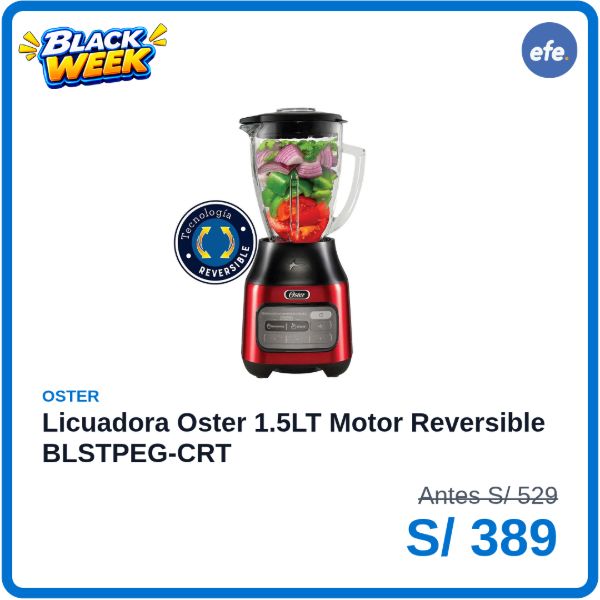 BLACK
WEEK
efe.
Tecnología
REVERSIBLE
Oster
OSTER
Licuadora Oster 1.5LT Motor Reversible
BLSTPEG-CRT
Antes S/ 529
S/ 389